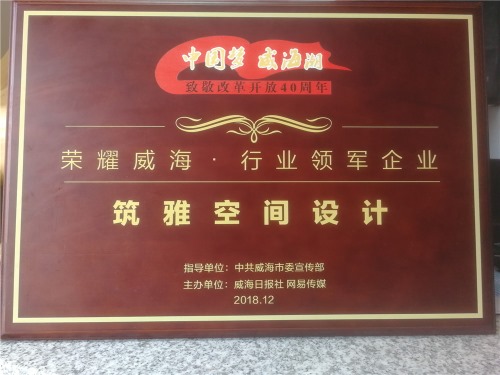 中国梦 威海潮
致敬改革开放40周年
荣耀威海·行业领军企业
筑雅空间设计
指导单位：中共威海市委宣传部
主办单位：威海日报社 网易传媒
2018.12